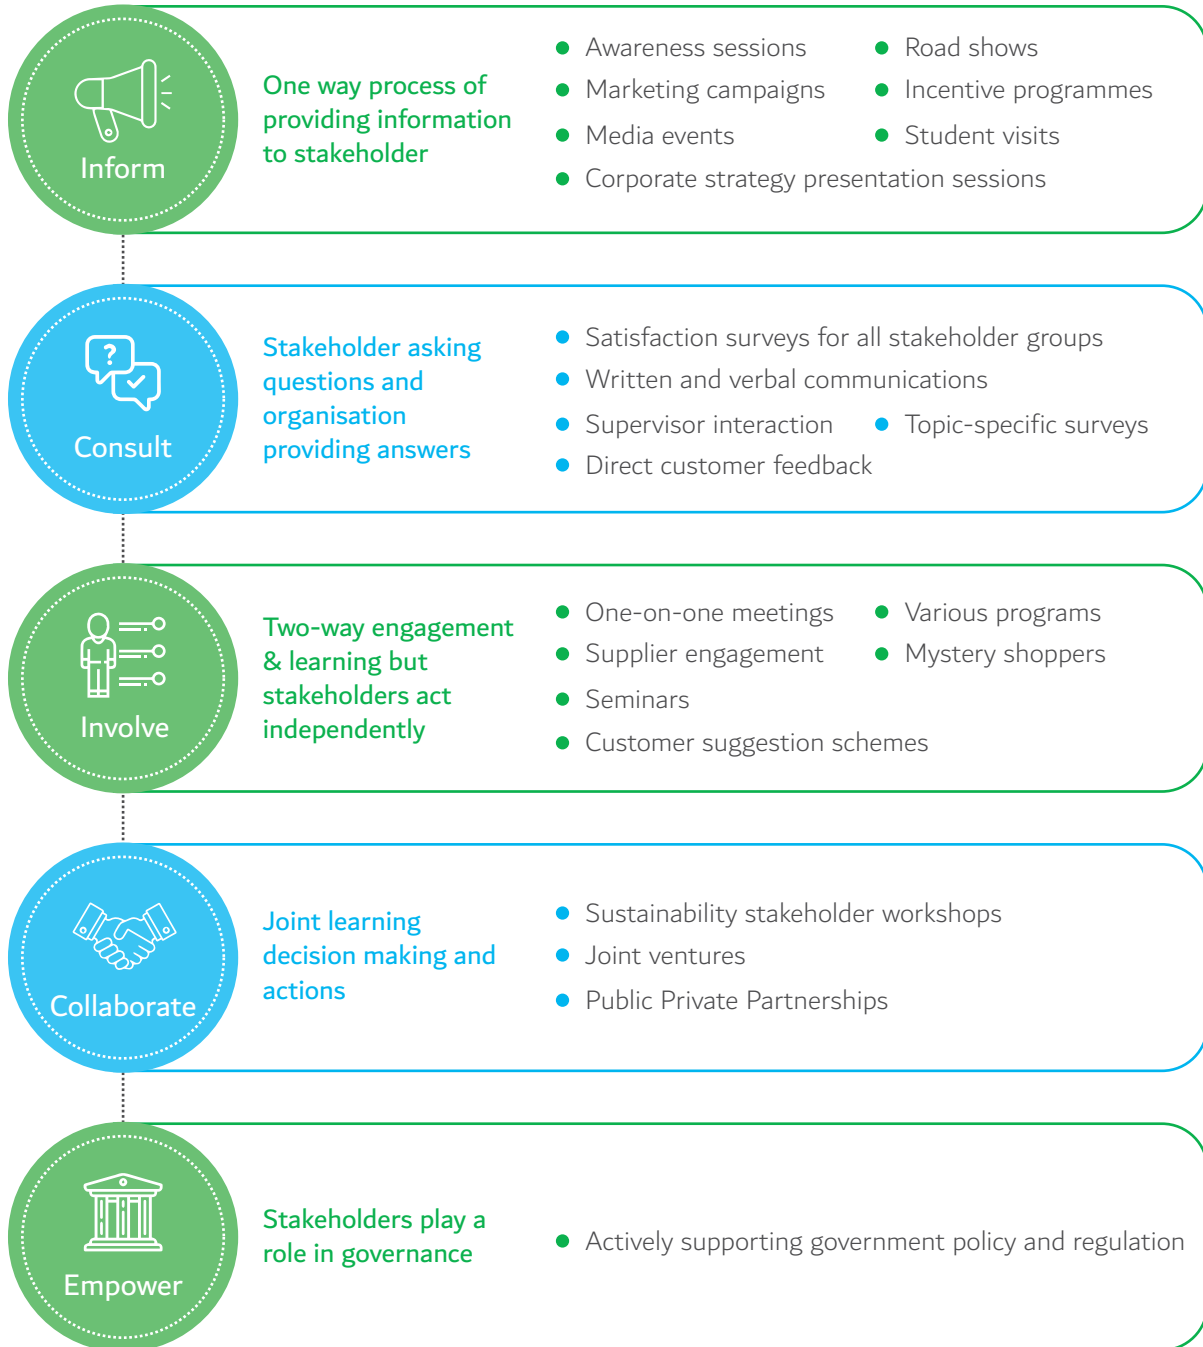 Inform
One way process of
providing information
to stakeholder
Awareness sessions
Road shows
Marketing campaigns
Incentive programmes
Media events
Student visits
Corporate strategy presentation sessions
?
Consult
Stakeholder asking
questions and
organisation
providing answers
Satisfaction surveys for all stakeholder groups
Written and verbal communications
Supervisor interaction
Topic-specific surveys
Direct customer feedback
Involve
Two-way engagement
& learning but
stakeholders act
independently
One-on-one meetings
Various programs
Supplier engagement
Mystery shoppers
Seminars
Customer suggestion schemes
Collaborate
Joint learning
decision making and
actions
Sustainability stakeholder workshops
Joint ventures
Public Private Partnerships
Empower
Stakeholders play a
role in governance
Actively supporting government policy and regulation